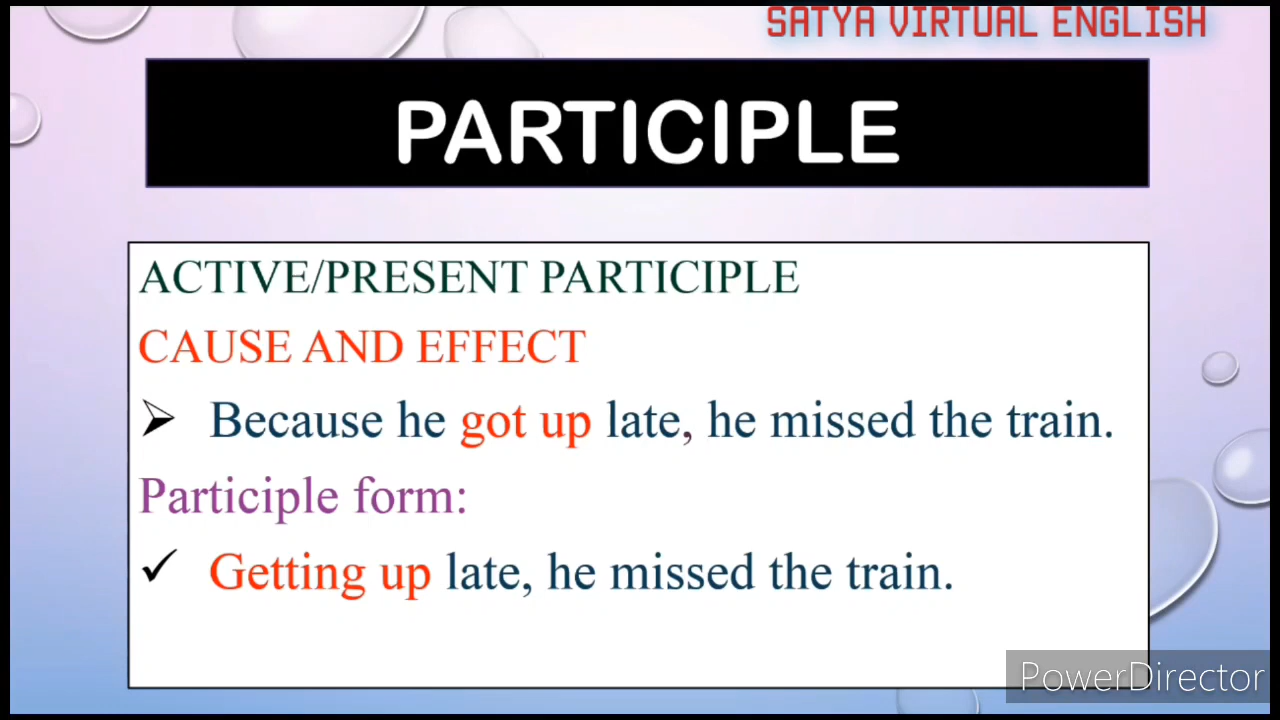 SATYA VIRTUAL ENGLISH
PARTICIPLE
ACTIVE/PRESENT PARTICIPLE
CAUSE AND EFFECT
➢ Because he got up late, he missed the train.
Participle form:
✓ Getting up late, he missed the train.
PowerDirector